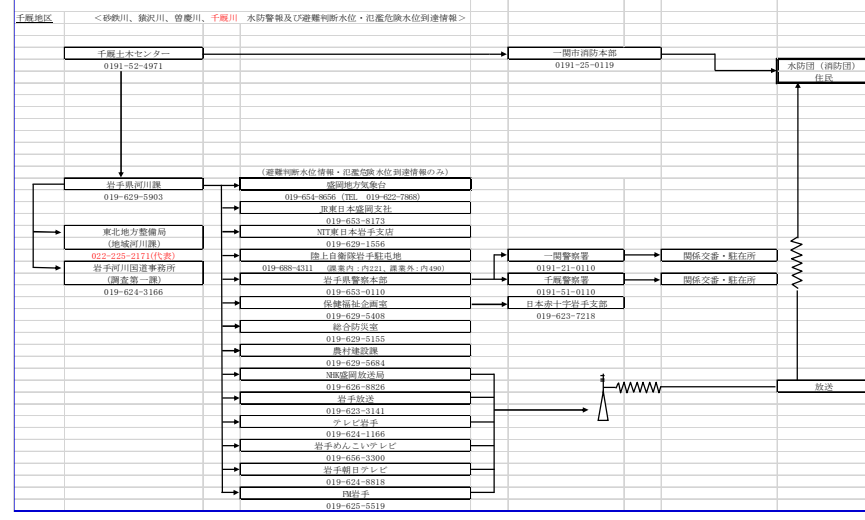 千厩地区
＜砂鉄川、猿沢川、曽慶川、千厩川　水防警報及び避難判断水位・氾濫危険水位到達情報＞
千厩土木センター
0191-52-4971
一関市消防本部
0191-25-0119
水防団（消防団）
住民
（避難判断水位情報・氾濫危険水位到達情報のみ）
岩手県河川課
019-629-5903
盛岡地方気象台
019-654-8656（TEL　019-622-7868）
JR東日本盛岡支社
019-653-8173
NTT東日本岩手支店
019-629-1556
東北地方整備局
（地域河川課）
022-225-2171(代表)
岩手河川国道事務所
（調査第一課）
019-624-3166
陸上自衛隊岩手駐屯地
019-688-4311　（課業内：内221、課業外：内490）
一関警察署
0191-21-0110
関係交番・駐在所
岩手県警察本部
019-653-0110
千厩警察署
0191-51-0110
関係交番・駐在所
保健福祉企画室
019-629-5408
日本赤十字岩手支部
019-623-7218
総合防災室
019-629-5155
農村建設課
019-629-5684
NHK盛岡放送局
019-626-8826
放送
岩手放送
019-623-3141
テレビ岩手
019-624-1166
岩手めんこいテレビ
019-656-3300
岩手朝日テレビ
019-624-8818
FM岩手
019-625-5519